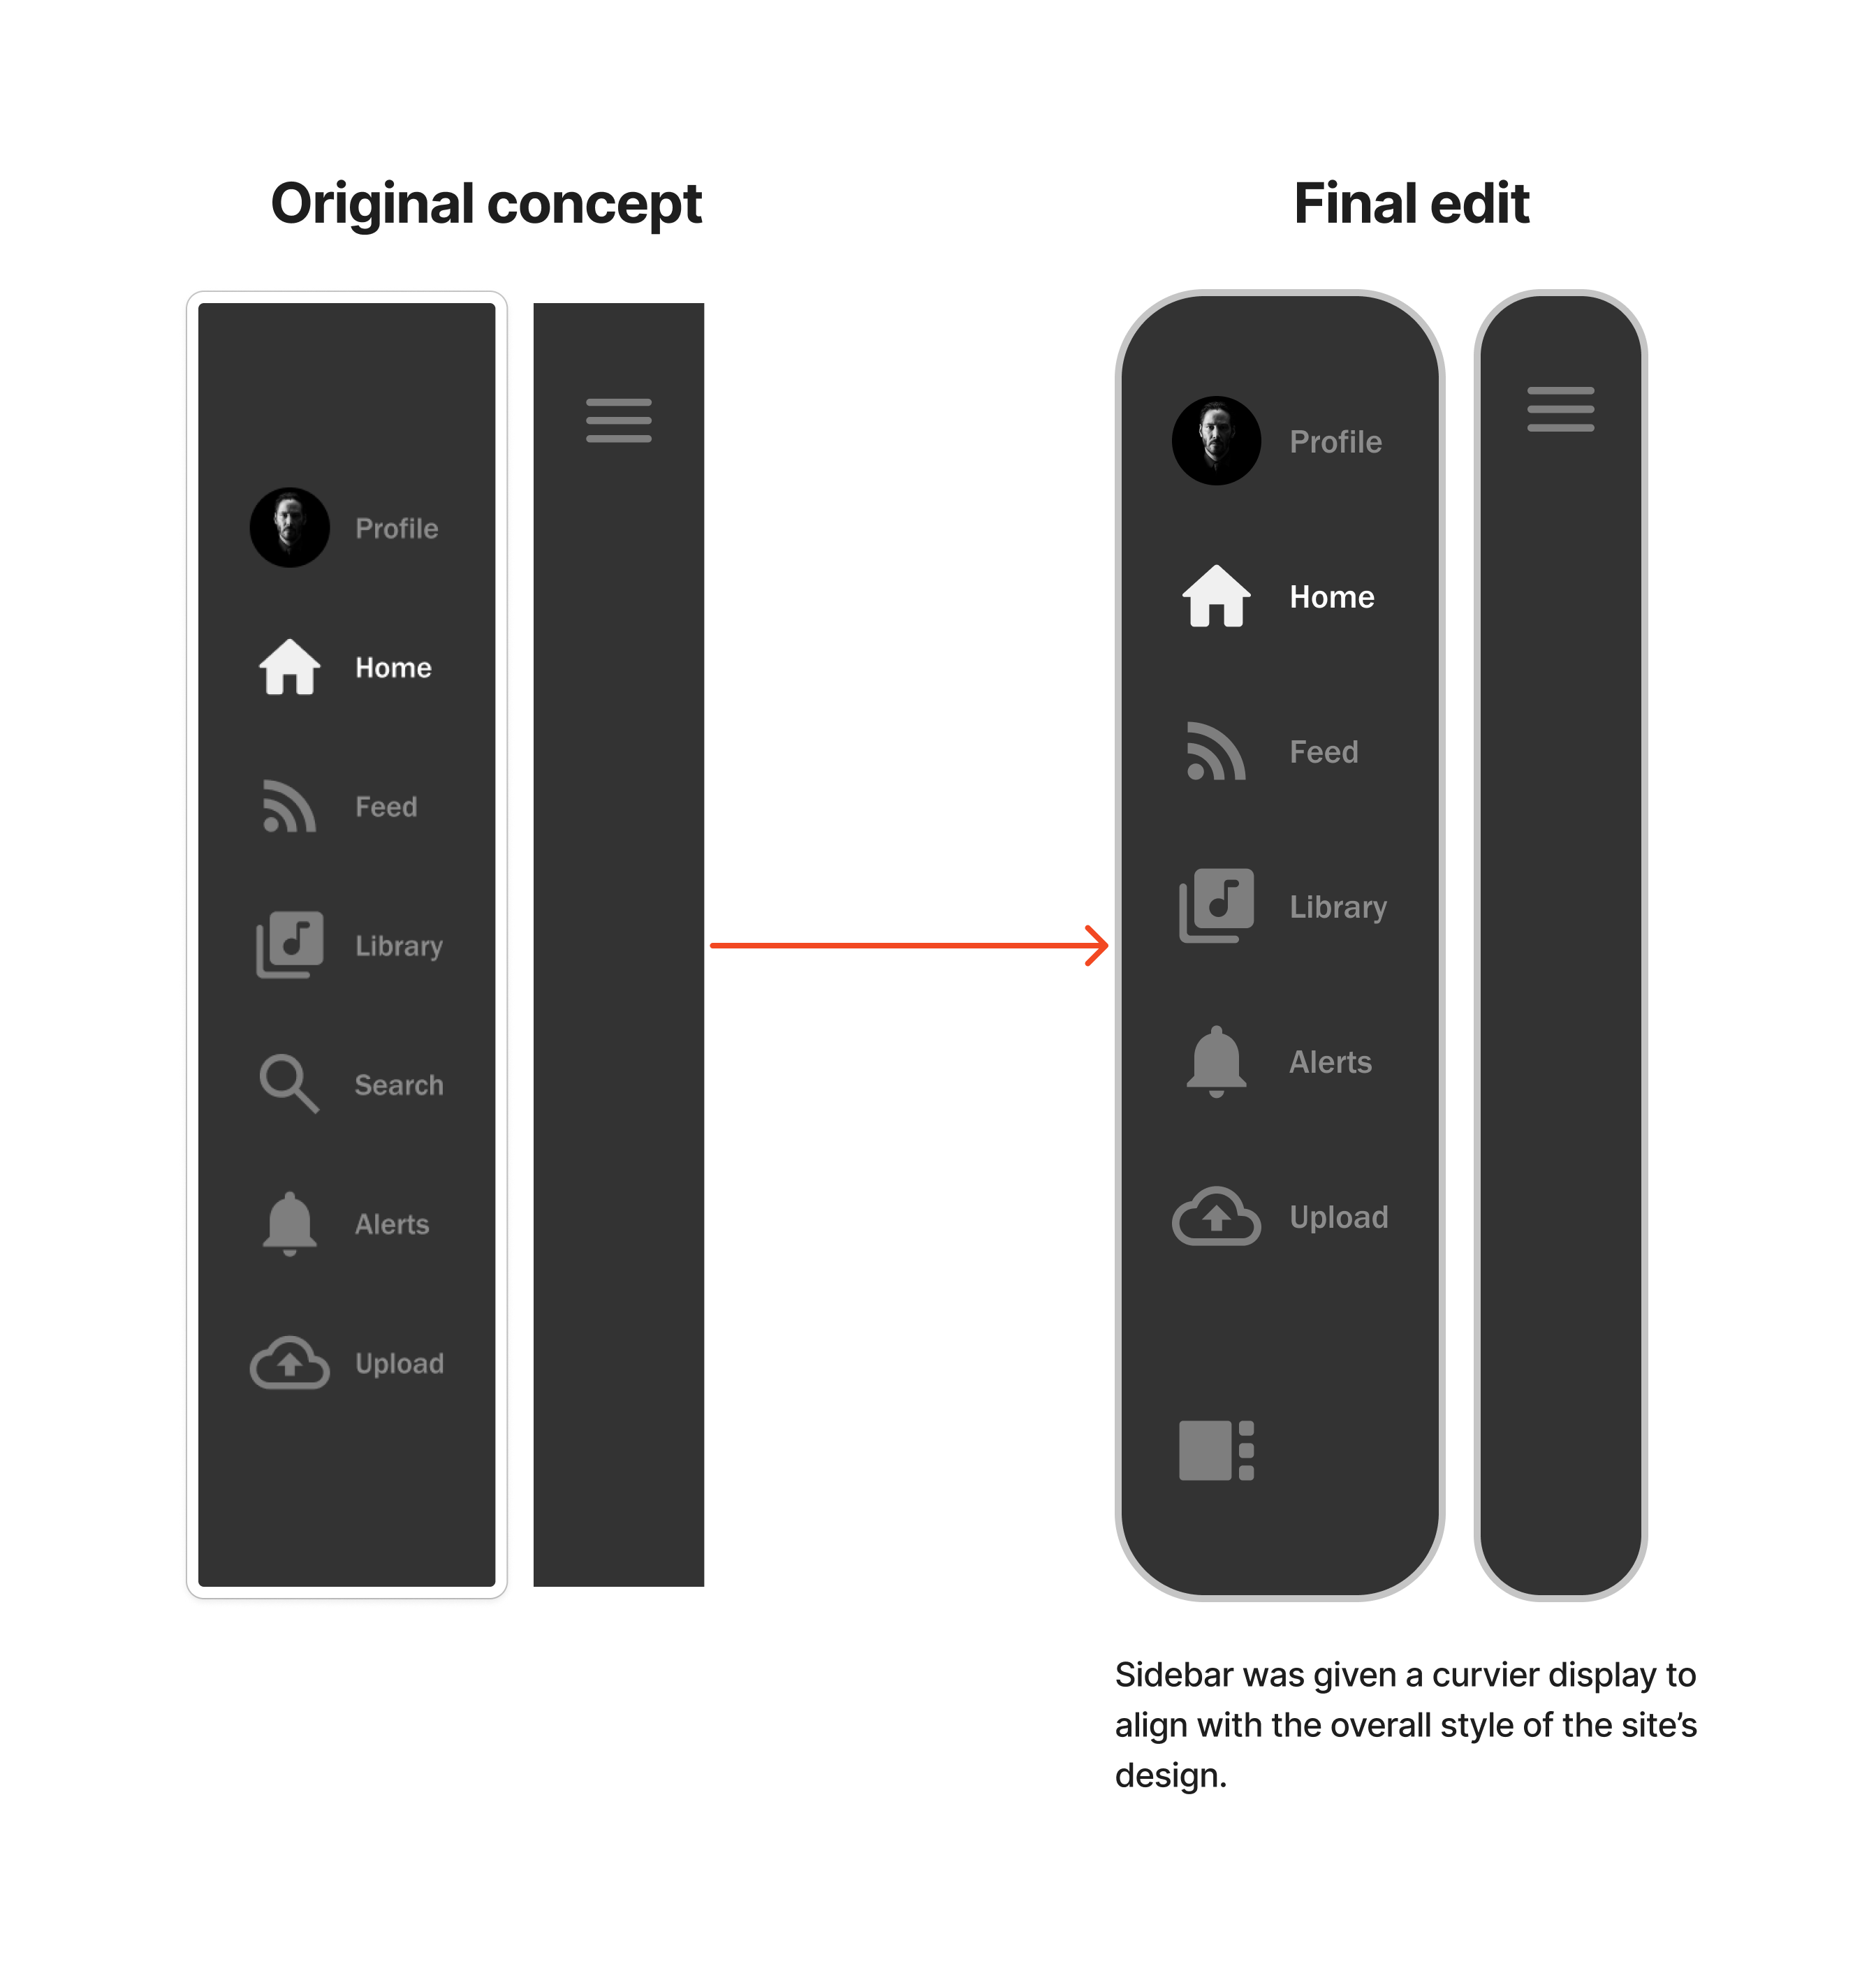 Original concept
Final edit
Profile
Home
Feed
Library
Search
Alerts
Upload
Profile
Home
Feed
Library
Alerts
Upload
Sidebar was given a curvier display to
align with the overall style of the site’s
design.